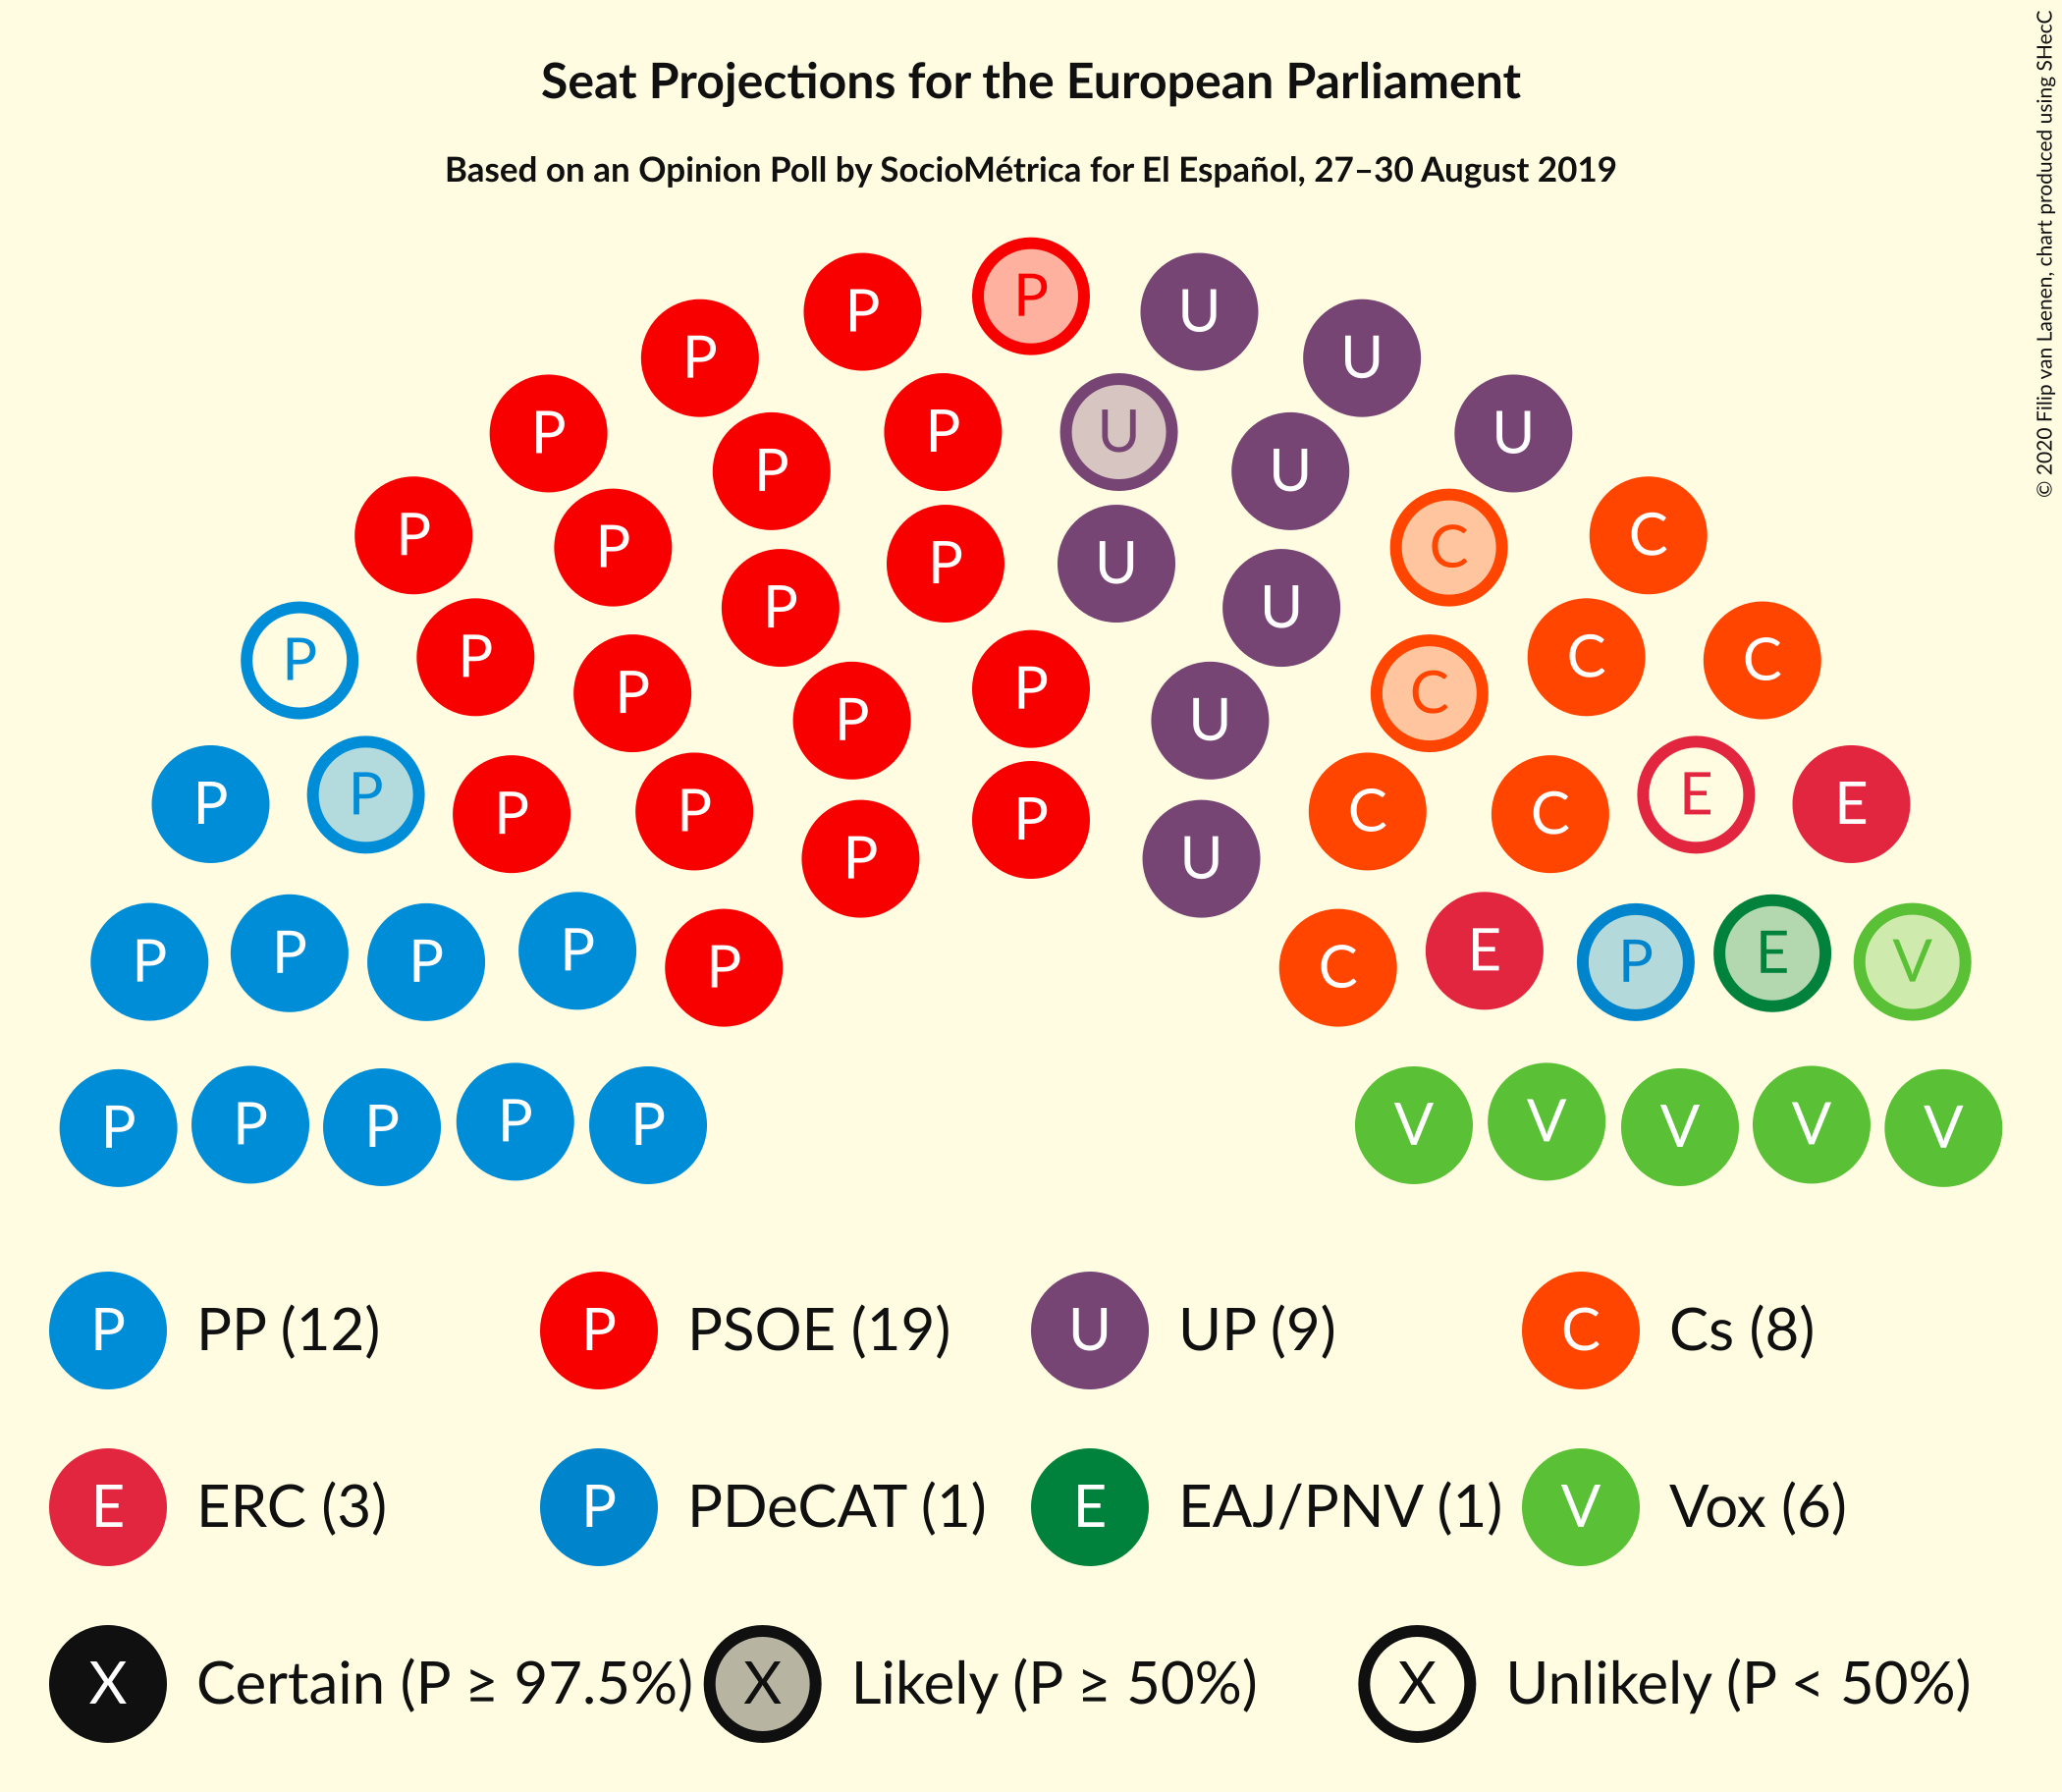 Seat Projections for the European Parliament
Based on an Opinion Poll by SocioMétrica for El Español, 27–30 August 2019
© 2020 Filip van Laenen, chart produced using SHecC
P
P P U U
P P U U
P P U U
P P C C
P P U U
P P C C
P P C C
P P U
P P E E
P P C C
P U
P P P P P C E P E V
P P P P P V V V V V
P PP (12) P PSOE (19) U UP (9) C Cs (8)
E ERC (3) P PDeCAT (1) E EAJ/PNV (1) V Vox (6)
X Certain (P ≥ 97.5%) X Likely (P ≥ 50%) X Unlikely (P < 50%)